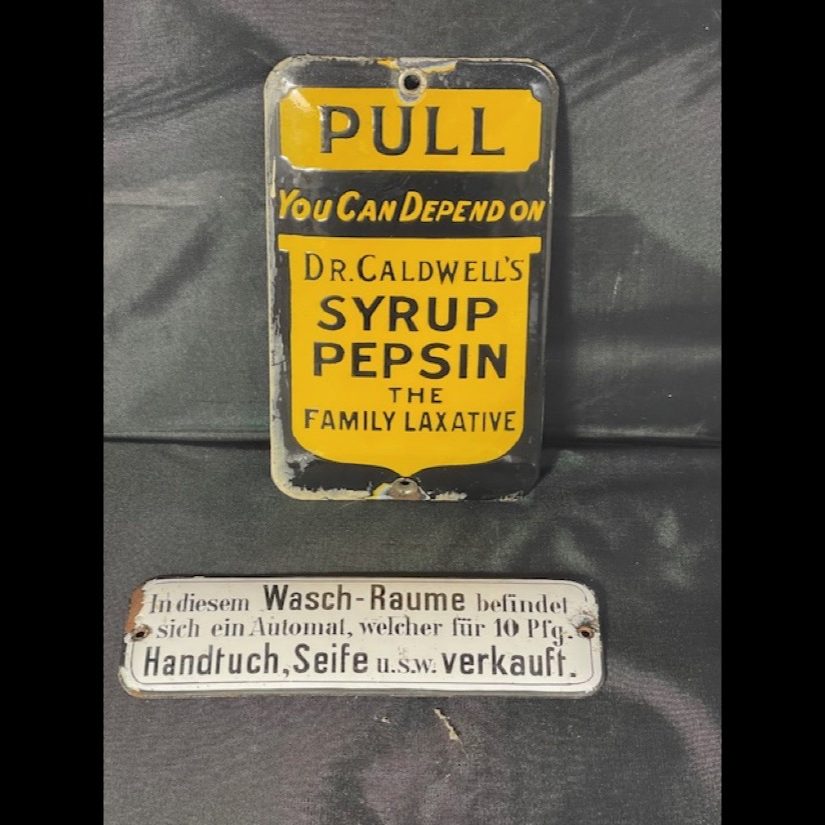 PULL
YOU CAN DEPEND ON
DR. CALDWELL'S
SYRUP
PEPSIN
THE
FAMILY LAXATIVE
In diesem Wasch-Raume befindet
sich ein Automat, welcher für 10 Pfg.
Handtuch, Seife u.s.w. verkauft.